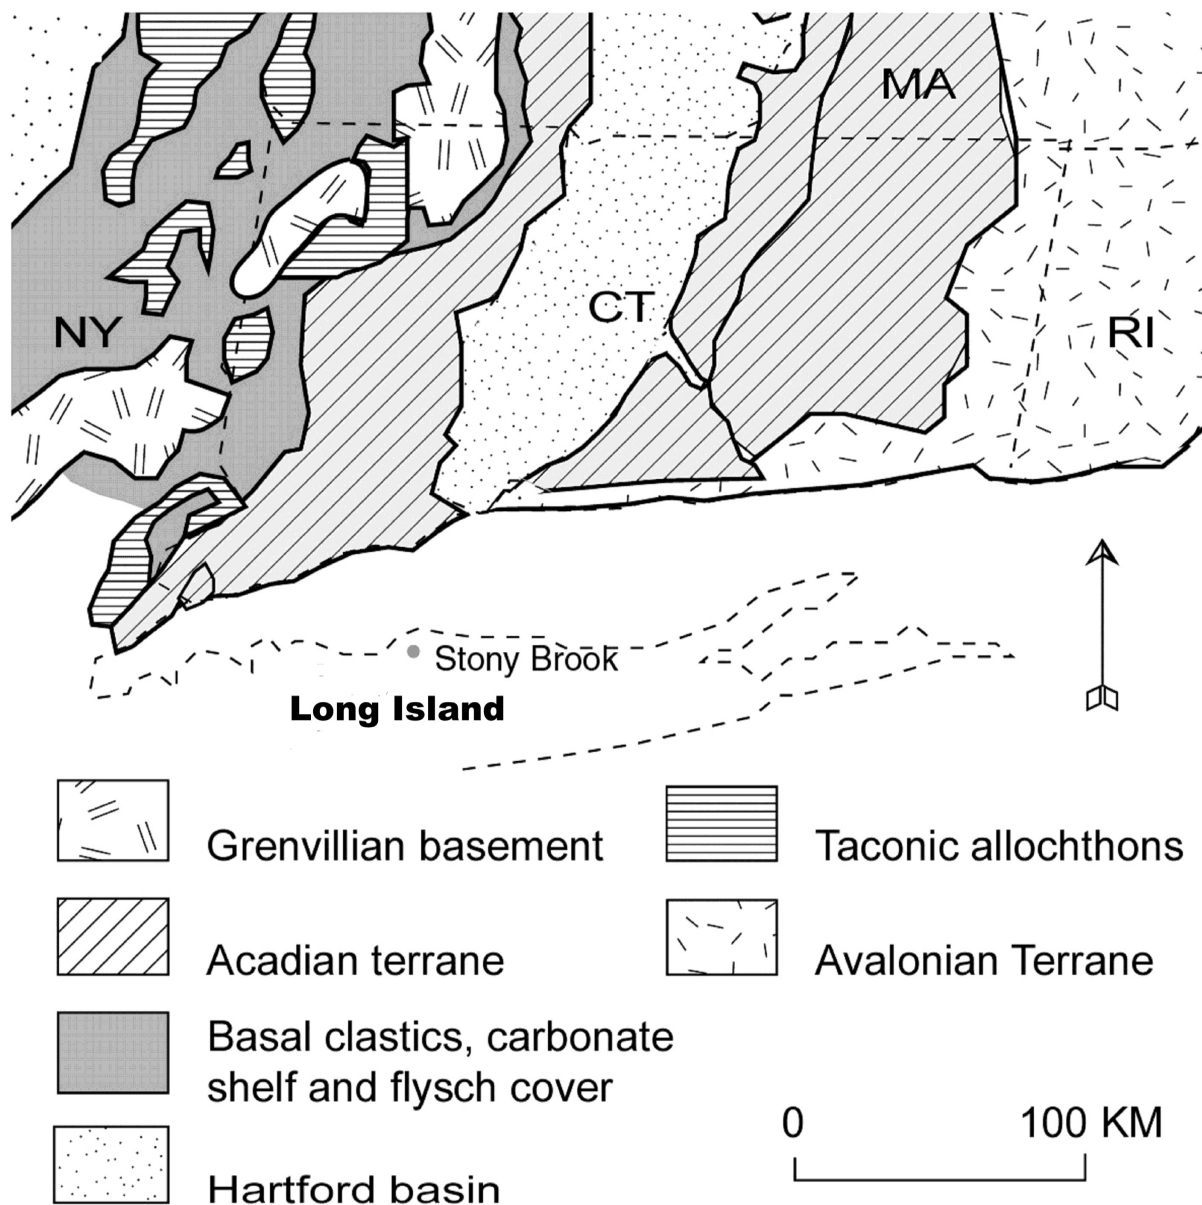 MA
CT
NY
RI
Stony Brook
Long Island
Grenvillian basement
Taconic allochthons
Acadian terrane
Avalonian Terrane
Basal clastics, carbonate
shelf and flysch cover
0
100 KM
Hartford basin